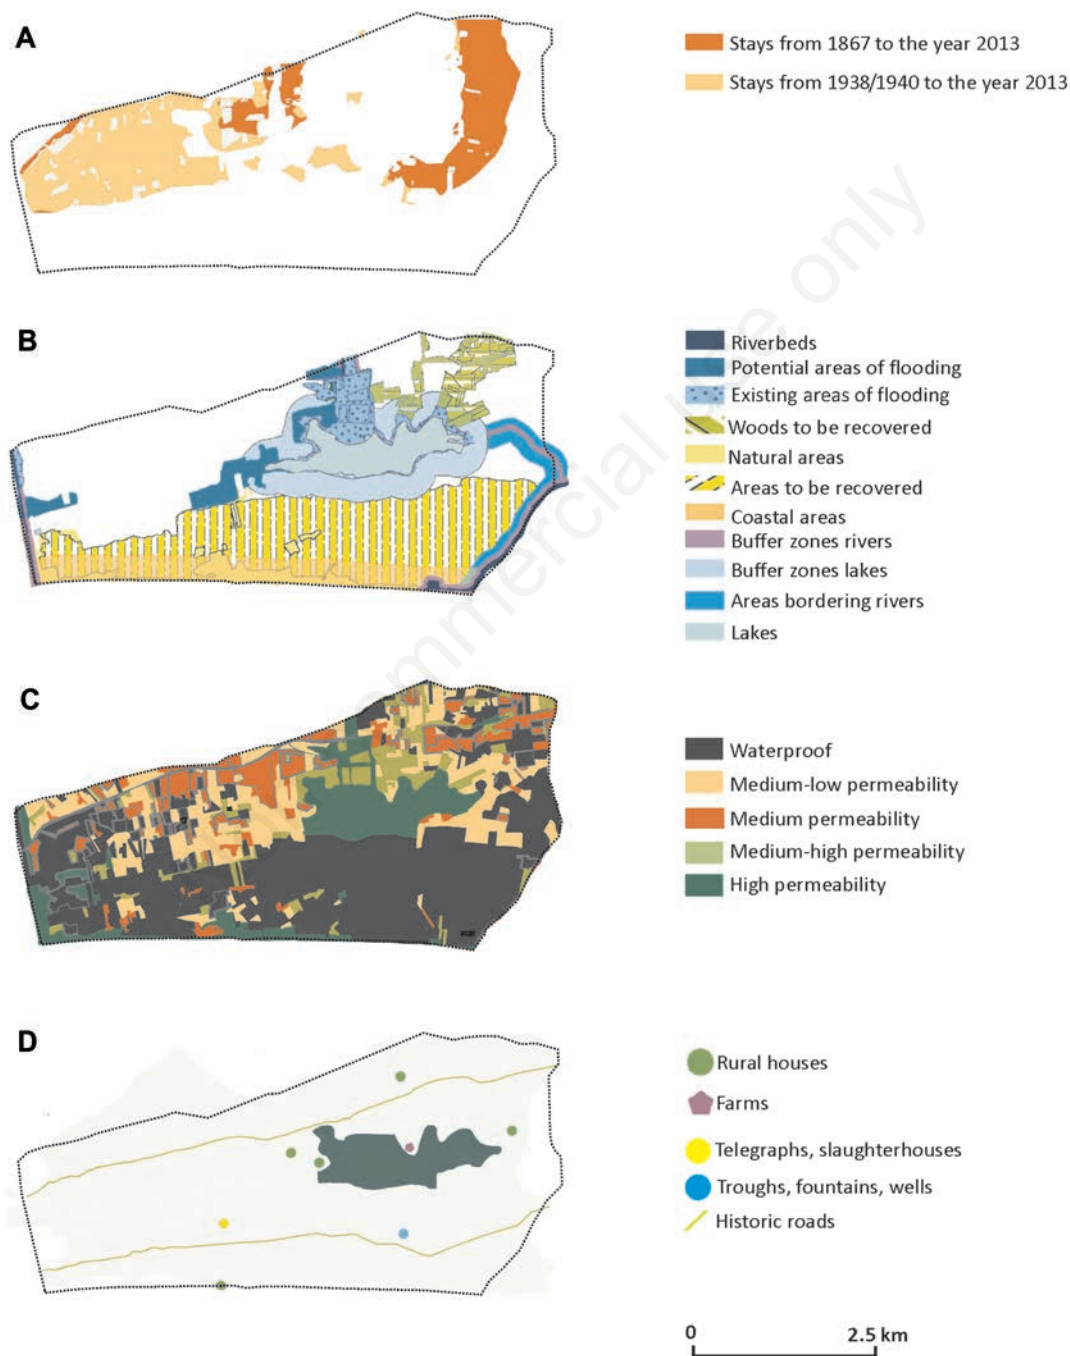 A
Stays from 1867 to the year 2013
Stays from 1938/1940 to the year 2013
B
Riverbeds
Potential areas of flooding
Existing areas of flooding
Woods to be recovered
Natural areas
Areas to be recovered
Coastal areas
Buffer zones rivers
Buffer zones lakes
Areas bordering rivers
Lakes
C
Waterproof
Medium-low permeability
Medium permeability
Medium-high permeability
High permeability
D
Rural houses
Farms
Telegraphs, slaughterhouses
Troughs, fountains, wells
Historic roads
0 2.5 km
commercial use only